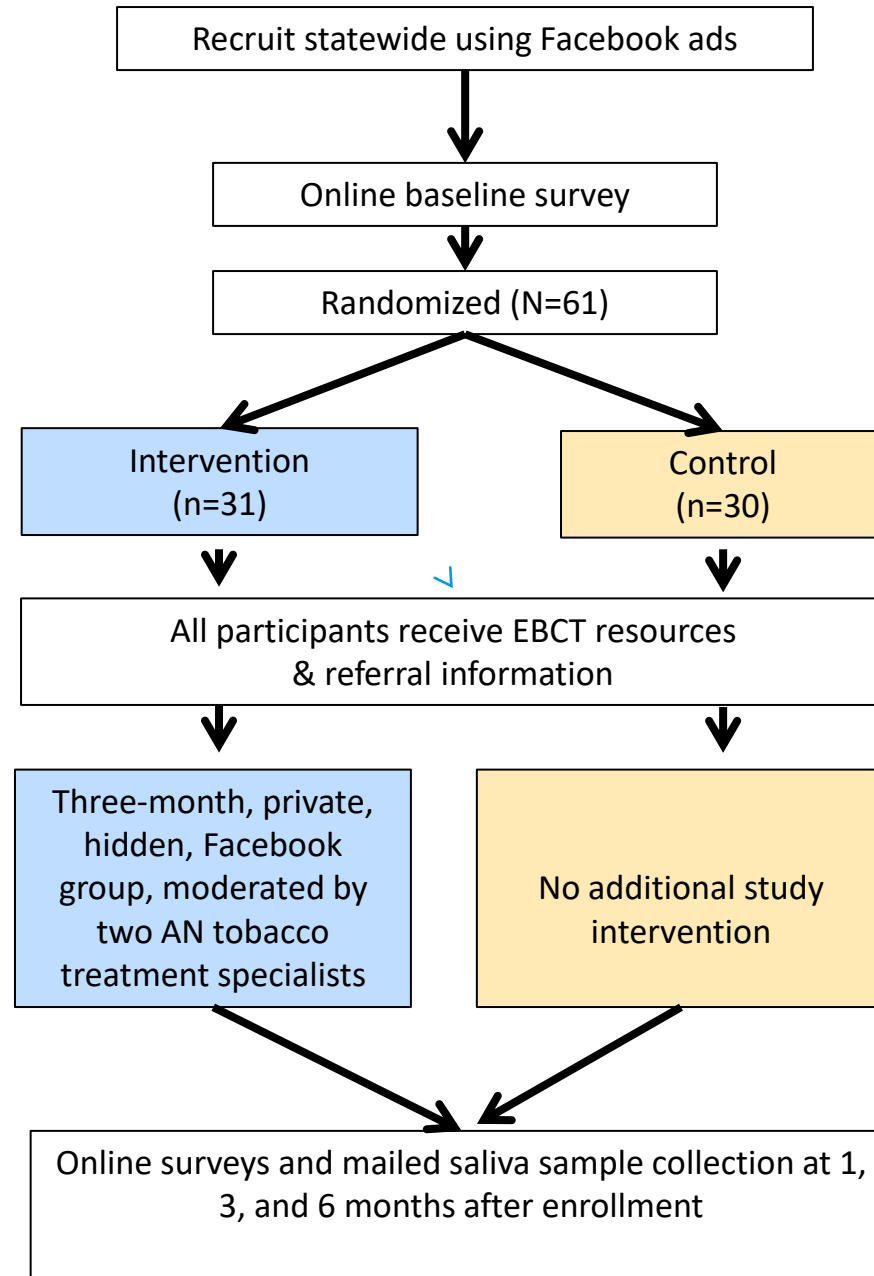 Recruit statewide using Facebook ads
Online baseline survey
Randomized (N=61)
Intervention
(n=31)
Control
(n=30)
All participants receive EBCT resources
& referral information
Three-month, private,
hidden, Facebook
group, moderated by
two AN tobacco
treatment specialists
No additional study
intervention
Online surveys and mailed saliva sample collection at 1,
3, and 6 months after enrollment